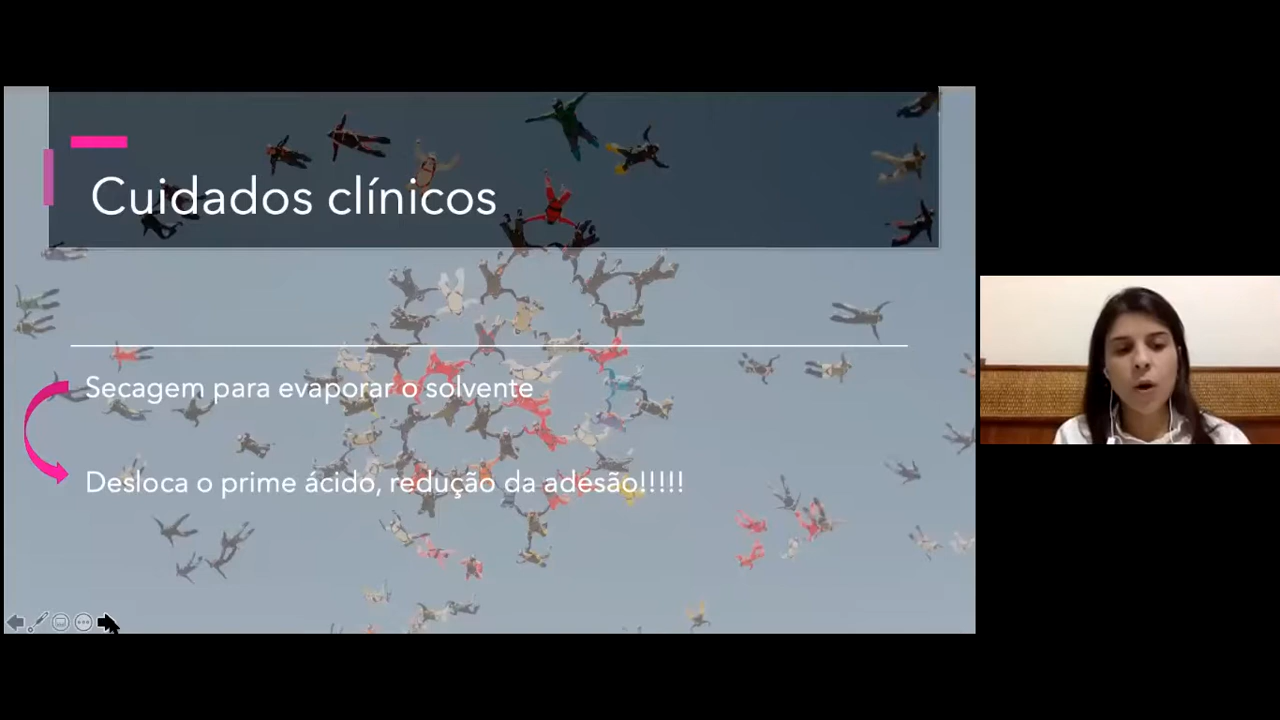 Cuidados clínicos
Secagem para evaporar o solvente
Desloca o prime ácido, redução da adesão!!!!!